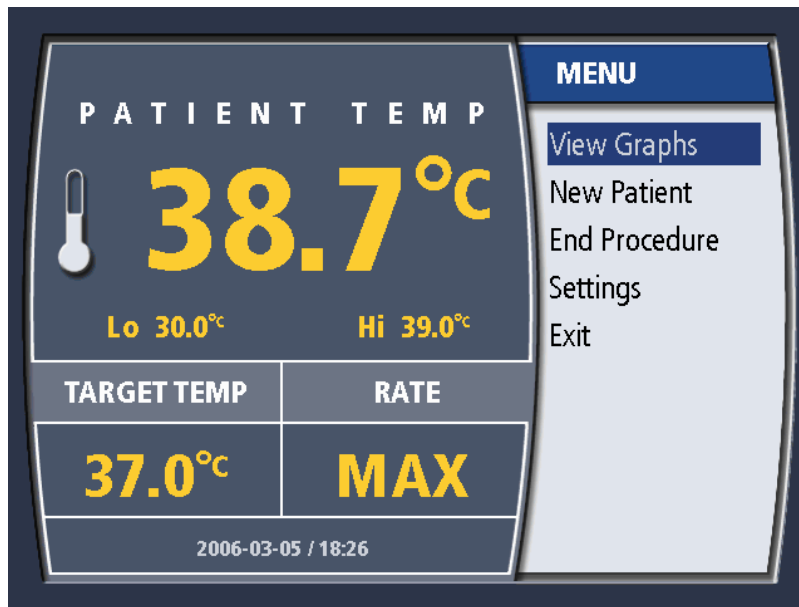 PATIENT TEMP
38.7°C
Lo 30.0°C Hi 39.0°C
TARGET TEMP RATE
37.0°C MAX
2006-03-05 / 18:26
MENU
View Graphs
New Patient
End Procedure
Settings
Exit